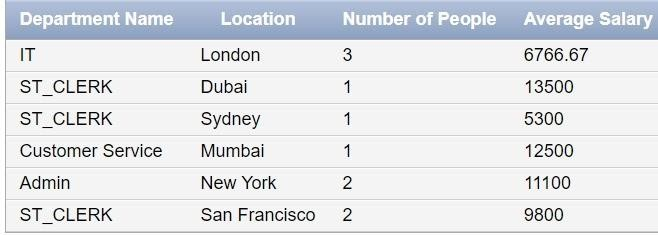 Department Name Location Number of People Average Salary
IT London 3 6766.67
ST_CLERK Dubai 1 13500
ST_CLERK Sydney 1 5300
Customer Service Mumbai 1 12500
Admin New York 2 11100
ST_CLERK San Francisco 2 9800